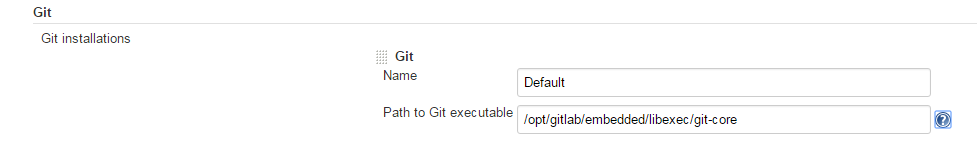 Git
Git installations
Git
Name
Default
Path to Git executable
/opt/gitlab/embedded/libexec/git-core
?